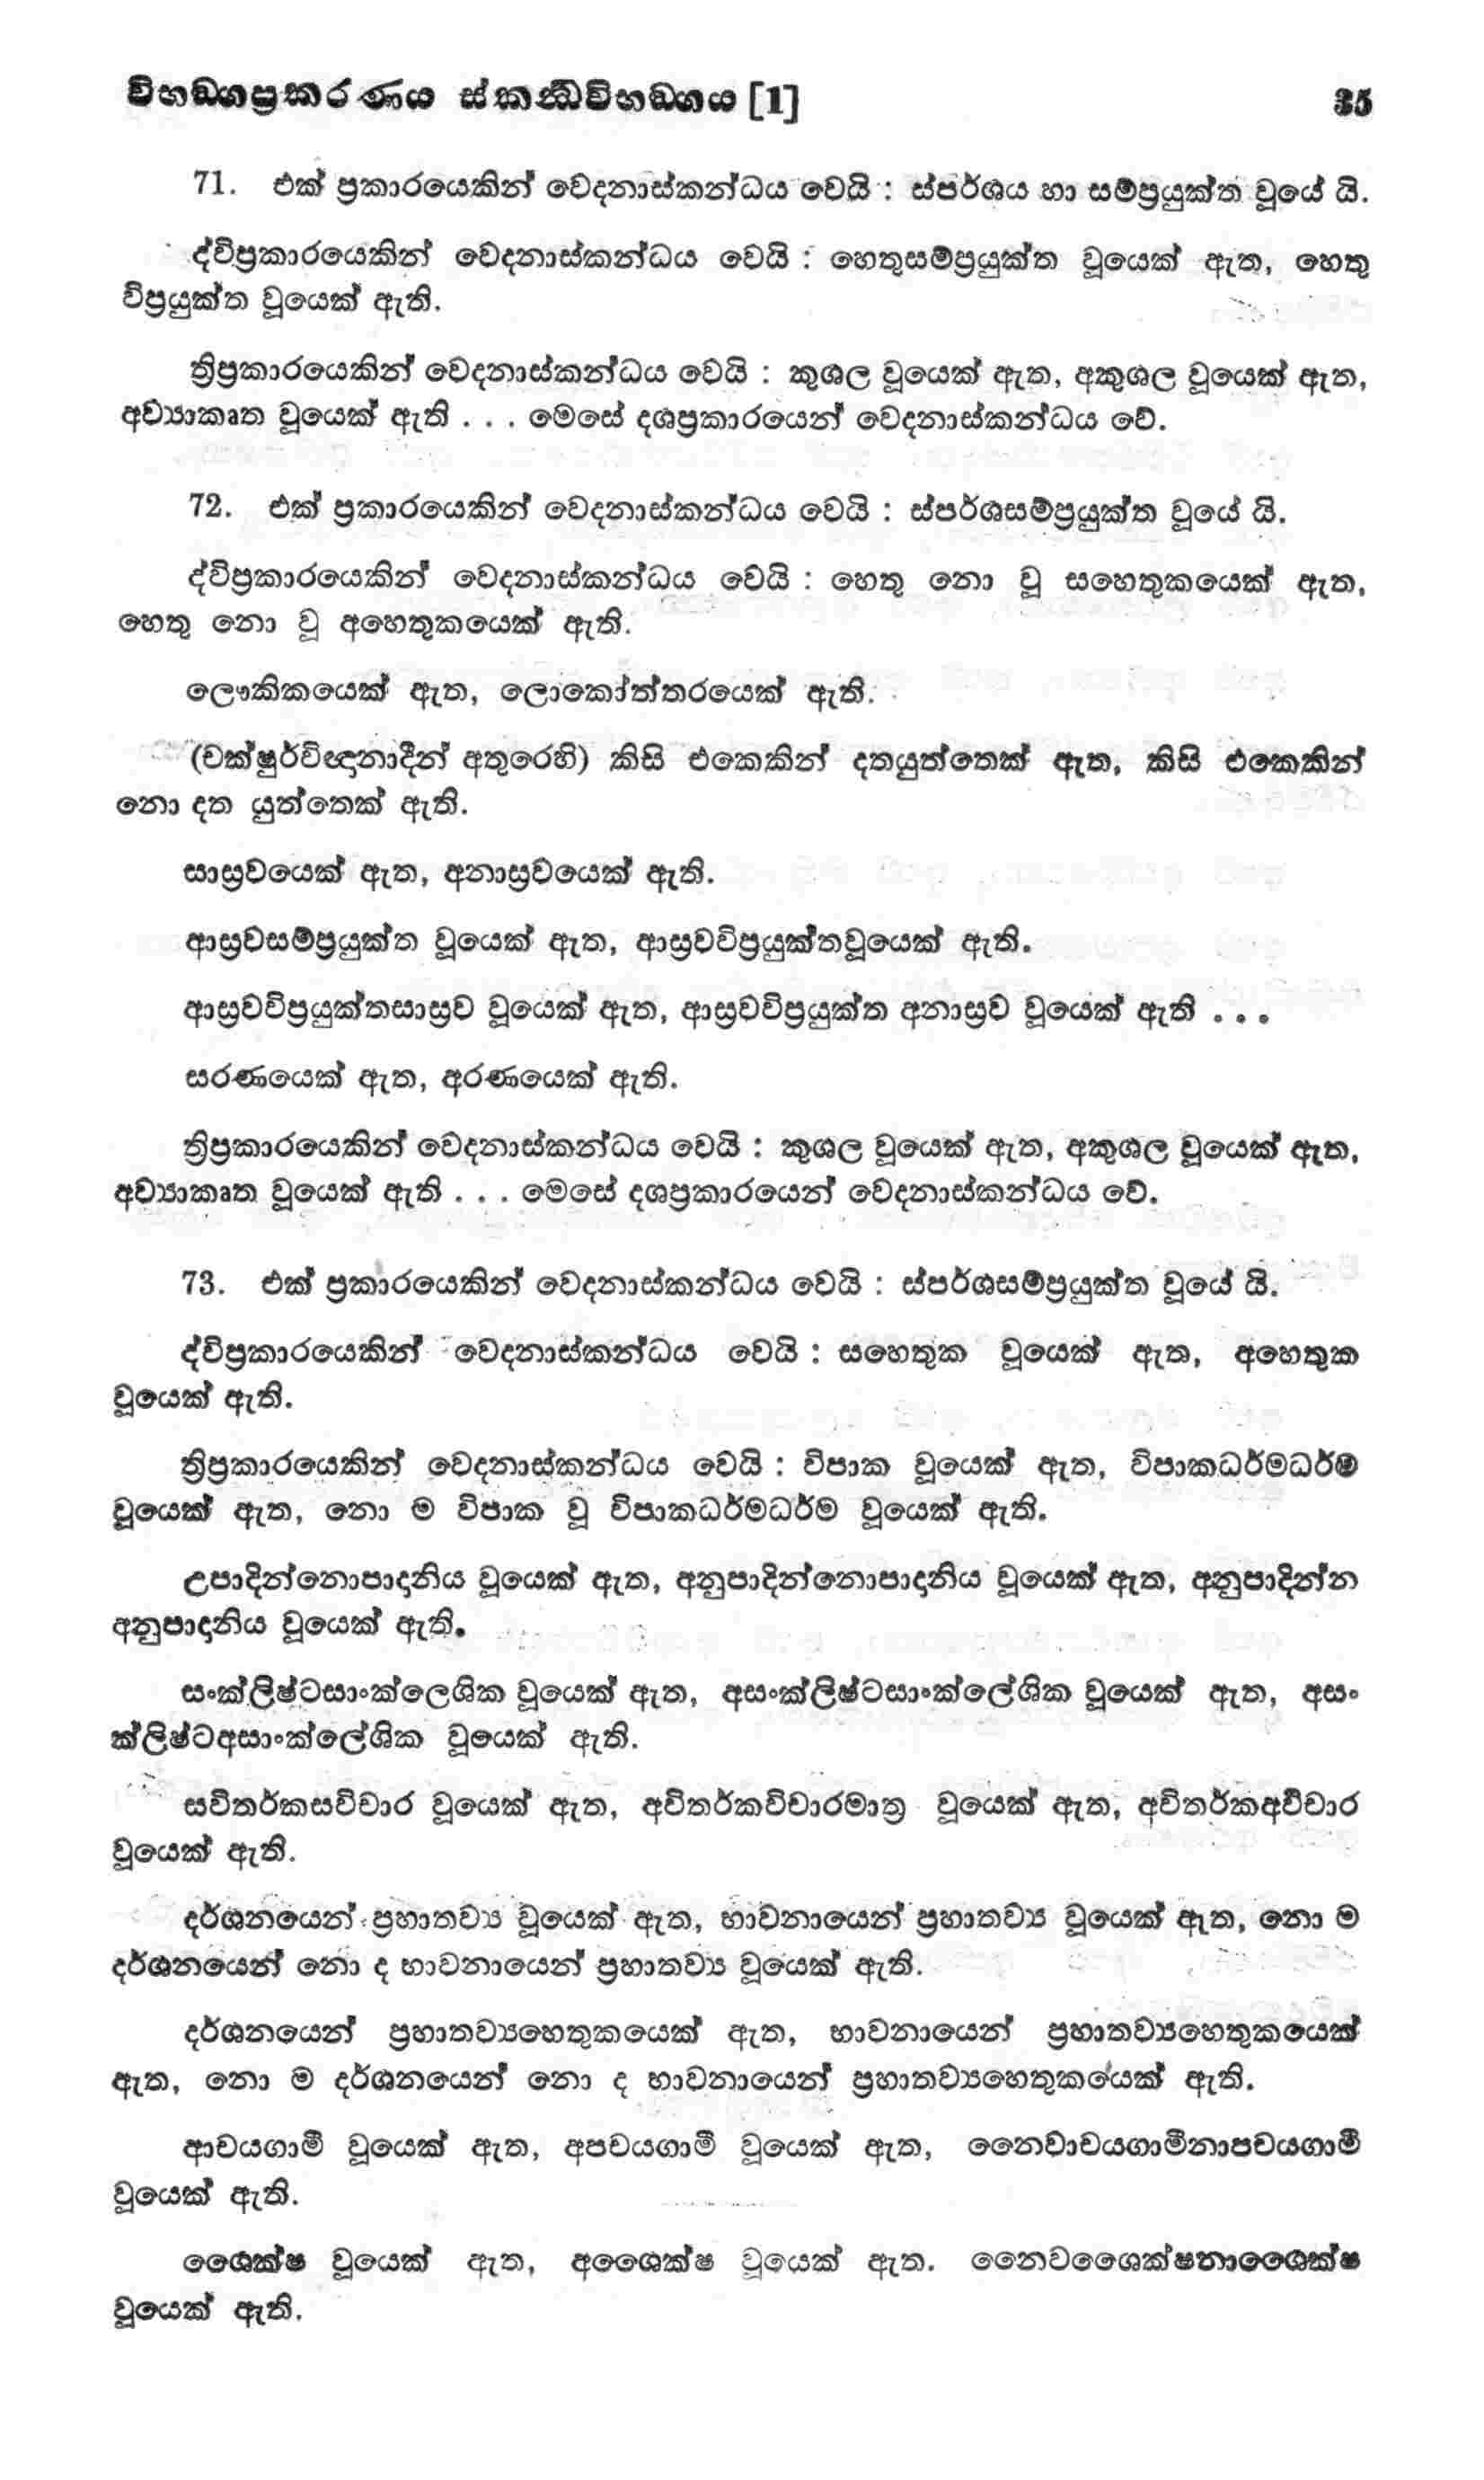 විභඞ්ගප්‍රකරණය ස්කන්ධවිභඞ්ගය [1] 35
71. එක් ප්‍රකාරයෙකින් වෙදනාස්කන්ධය වෙයි : ස්පර්ශය හා සම්ප්‍රයුක්ත වූයේ යි.
ද්විප්‍රකාරයෙකින් වෙදනාස්කන්ධය වෙයි : හෙතුසම්ප්‍රයුක්ත වූයෙක් ඇත, හෙතු
විප්‍රයුක්ත වූයෙක් ඇති.
ත්‍රිප්‍රකාරයෙකින් වෙදනාස්කන්ධය වෙයි : කුශල වූයෙක් ඇත, අකුශල වූයෙක් ඇත,
අව්‍යාකෘත වූයෙක් ඇති . . . මෙසේ දශප්‍රකාරයෙන් වෙදනාස්කන්ධය වේ.
72. එක් ප්‍රකාරයෙකින් වෙදනාස්කන්ධය වෙයි : ස්පර්ශසම්ප්‍රයුක්ත වූයේ යි.
ද්විප්‍රකාරයෙකින් වෙදනාස්කන්ධය වෙයි : හෙතු නො වූ සහෙතුකයෙක් ඇත,
හෙතු නො වූ අහෙතුකයෙක් ඇති.
ලෞකිකයෙක් ඇත, ලොකෝත්තරයෙක් ඇති.
(චක්ෂුර්විඥානාදීන් අතුරෙහි) කිසි එකෙකින් දතයුත්තෙක් ඇත, කිසි එකෙකින්
නො දත යුත්තෙක් ඇති.
සාස්‍රවයෙක් ඇත, අනාස්‍රවයෙක් ඇති.
ආස්‍රවසම්ප්‍රයුක්ත වූයෙක් ඇත, ආස්‍රවවිප්‍රයුක්තවූයෙක් ඇති.
ආස්‍රවවිප්‍රයුක්තසාස්‍රව වූයෙක් ඇත, ආස්‍රවවිප්‍රයුක්ත අනාස්‍රව වූයෙක් ඇති . . .
සරණයෙක් ඇත, අරණයෙක් ඇති.
ත්‍රිප්‍රකාරයෙකින් වෙදනාස්කන්ධය වෙයි : කුශල වූයෙක් ඇත, අකුශල වූයෙක් ඇත,
අව්‍යාකෘත වූයෙක් ඇති . . . මෙසේ දශප්‍රකාරයෙන් වෙදනාස්කන්ධය වේ.
73. එක් ප්‍රකාරයෙකින් වෙදනාස්කන්ධය වෙයි : ස්පර්ශසම්ප්‍රයුක්ත වූයේ යි.
ද්විප්‍රකාරයෙකින් වෙදනාස්කන්ධය වෙයි : සහෙතුක වූයෙක් ඇත, අහෙතුක
වූයෙක් ඇති.
ත්‍රිප්‍රකාරයෙකින් වෙදනාස්කන්ධය වෙයි : විපාක වූයෙක් ඇත, විපාකධර්මධර්ම
වූයෙක් ඇත, නො ම විපාක වූ විපාකධර්මධර්ම වූයෙක් ඇති.
උපාදින්නොපාදානිය වූයෙක් ඇත, අනුපාදින්නොපාදානිය වූයෙක් ඇත, අනුපාදින්න
අනුපාදානිය වූයෙක් ඇති.
සංක්ලිෂ්ටසාංක්ලෙශික වූයෙක් ඇත, අසංක්ලිෂ්ටසාංක්ලේශික වූයෙක් ඇත, අසං
ක්ලිෂ්ටඅසාංක්ලේශික වූයෙක් ඇති.
සවිතර්කසවිචාර වූයෙක් ඇත, අවිතර්කවිචාරමාත්‍ර වූයෙක් ඇත, අවිතර්කඅවිචාර
වූයෙක් ඇති.
දර්ශනයෙන් ප්‍රහාතව්‍ය වූයෙක් ඇත, භාවනායෙන් ප්‍රහාතව්‍ය වූයෙක් ඇත, නො ම
දර්ශනයෙන් නො ද භාවනායෙන් ප්‍රහාතව්‍ය වූයෙක් ඇති.
දර්ශනයෙන් ප්‍රහාතව්‍යහෙතුකයෙක් ඇත, භාවනායෙන් ප්‍රහාතව්‍යහෙතුකයෙක්
ඇත, නො ම දර්ශනයෙන් නො ද භාවනායෙන් ප්‍රහාතව්‍යහෙතුකයෙක් ඇති.
ආචයගාමී වූයෙක් ඇත, අපචයගාමී වූයෙක් ඇත, නෛවාචයගාමීනාපචයගාමී
වූයෙක් ඇති.
ශෛක්ෂ වූයෙක් ඇත, අශෛක්ෂ වූයෙක් ඇත. නෛවශෛක්ෂනාශෛක්ෂ
වූයෙක් ඇති.